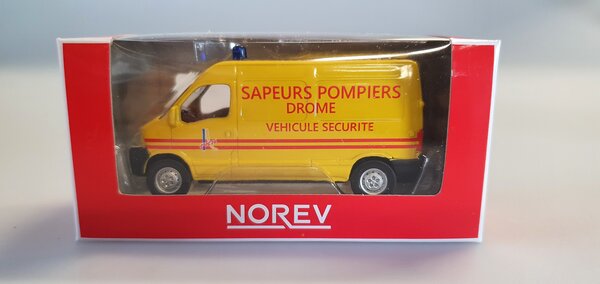 SAPEURS POMPIERS
DROME
VEHICULE SECURITE
NOREV